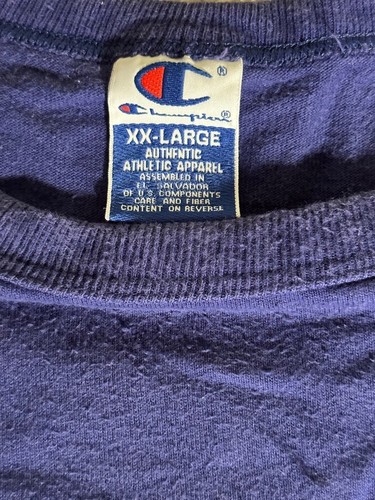 ®
Champion®
XX-LARGE
AUTHENTIC
ATHLETIC APPAREL
ASSEMBLED IN
EL SALVADOR
OF U.S. COMPONENTS
CARE AND FIBER
CONTENT ON REVERSE